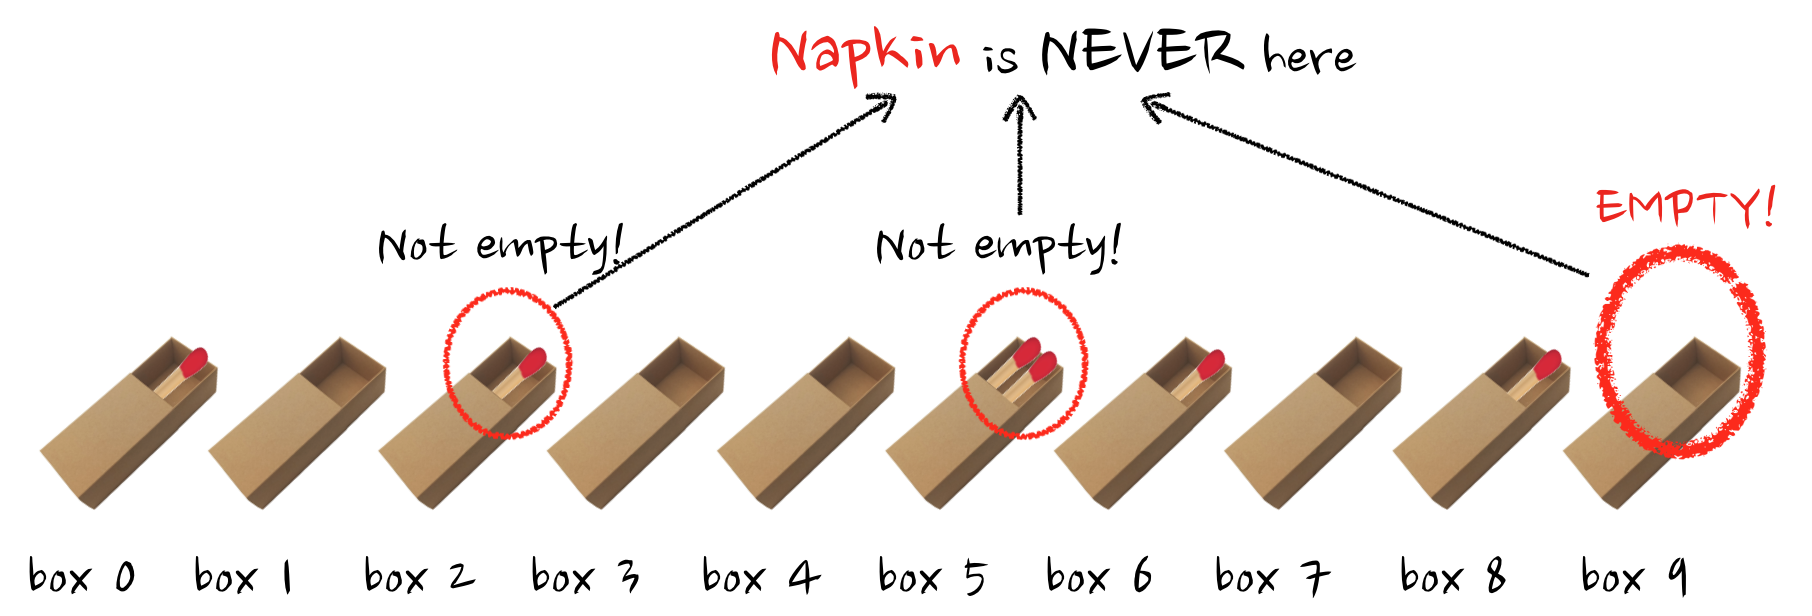 Napkin is NEVER here
EMPTY!
Not empty!
Not empty!
box 0
box 1
box 2
box 3
box 4
box 5
box 6
box 7
box 8
box 9